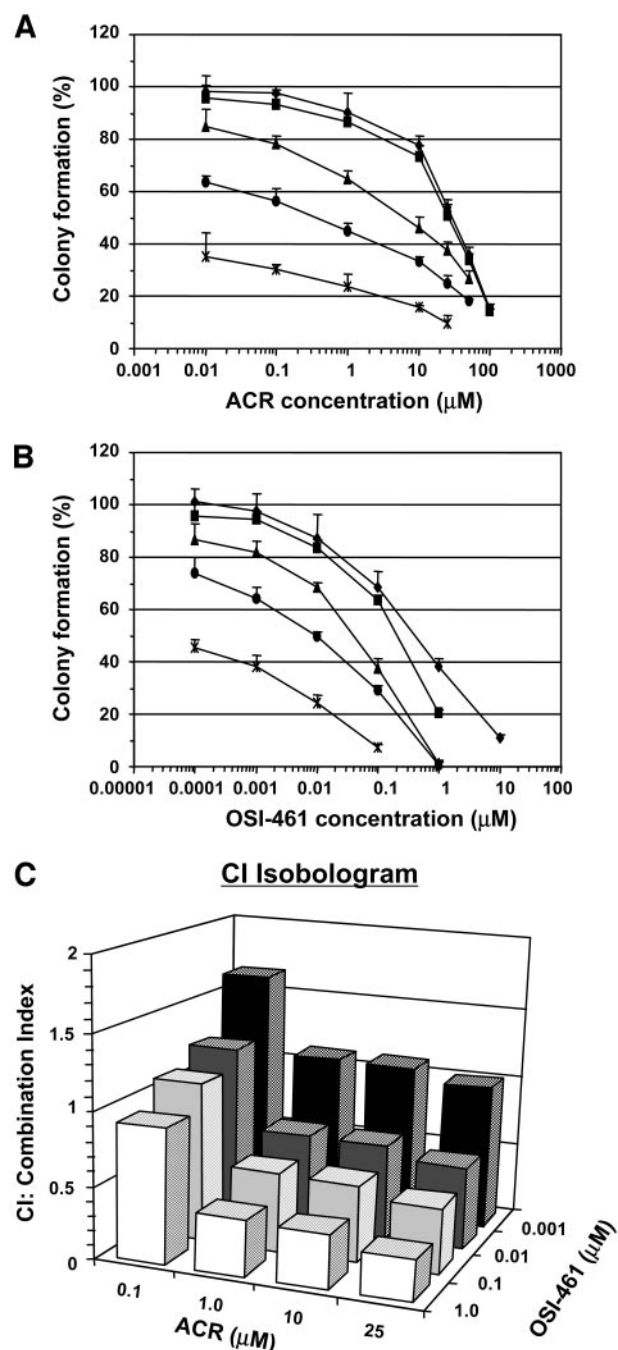 A
120
100
80
60
40
20
0
Colony formation (%)
0.001 0.01 0.1 1 10 100 1000
ACR concentration (μM)
B
120
100
80
60
40
20
0
Colony formation (%)
0.00001 0.0001 0.001 0.01 0.1 1 10 100
OSI-461 concentration (μM)
C
CI Isobologram
2
1.5
1
0.5
0
CI: Combination Index
0.1 1.0 10 25
ACR (μM)
0.001
0.01
0.1
1.0
OSI-461 (μM)